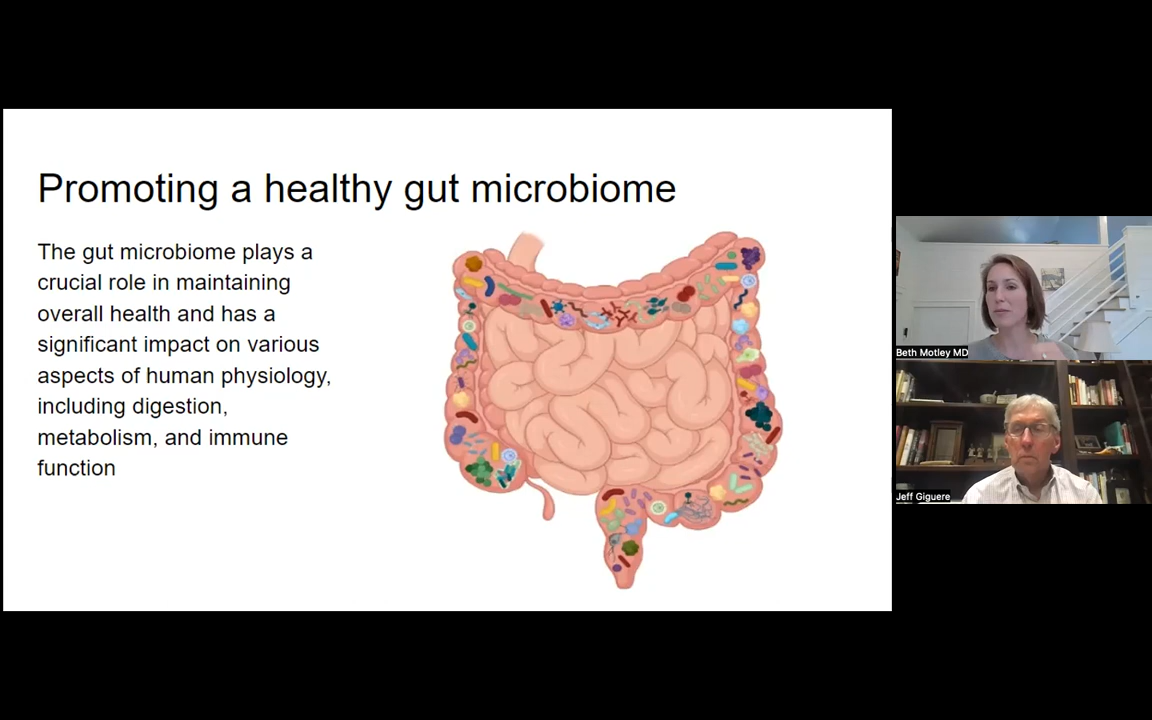 Promoting a healthy gut microbiome
The gut microbiome plays a
crucial role in maintaining
overall health and has a
significant impact on various
aspects of human physiology,
including digestion,
metabolism, and immune
function
Beth Motley MD
Jeff Giguere